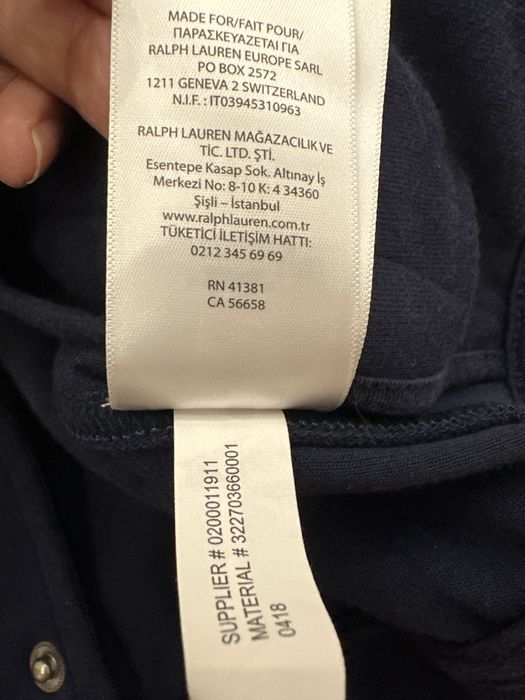 MADE FOR/FAIT POUR/
ΠΑΡΑΣΚΕΥΑΖΕΤΑΙ ΓΙΑ
RALPH LAUREN EUROPE SARL
PO BOX 2572
1211 GENEVA 2 SWITZERLAND
N.I.F. : IT03945310963
RALPH LAUREN MAĞAZACILIK VE
TİC. LTD. ŞTİ.
Esentepe Kasap Sok. Altınay İş
Merkezi No: 8-10 K: 4 34360
Şişli – İstanbul
www.ralphlauren.com.tr
TÜKETİCİ İLETİŞİM HATTI:
0212 345 69 69
RN 41381
CA 56658
SUPPLIER # 0200011911
MATERIAL # 322703660001
0418